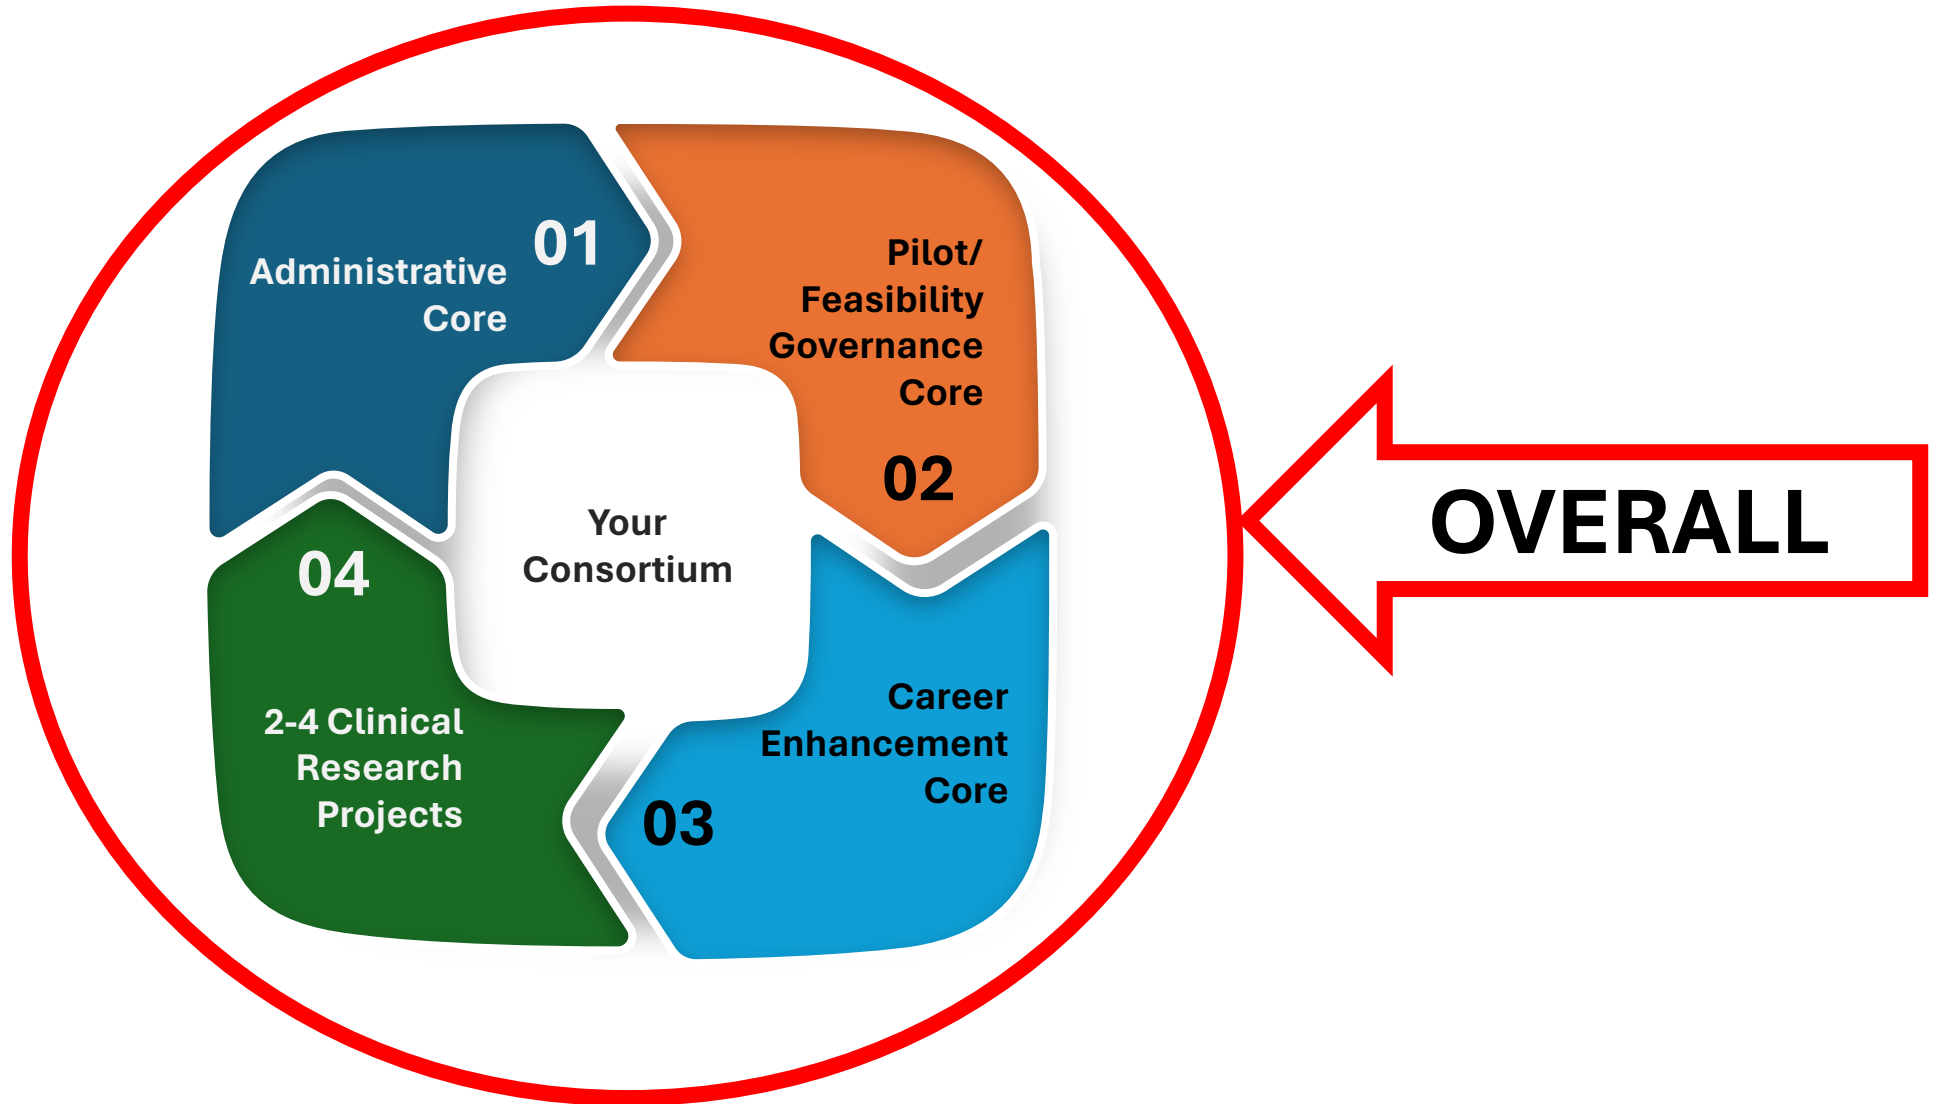 01
Administrative
Core
Pilot/
Feasibility
Governance
Core
02
Your
Consortium
OVERALL
04
2-4 Clinical
Research
Projects
Career
Enhancement
Core
03